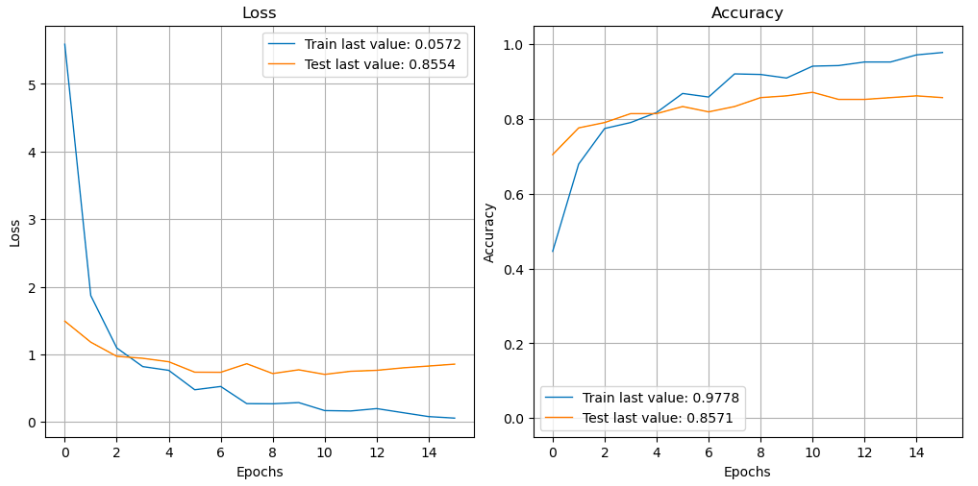 Loss
Train last value: 0.0572
Test last value: 0.8554
5
4
3
2
1
0
Loss
0 2 4 6 8 10 12 14
Epochs
Accuracy
1.0
0.8
0.6
0.4
0.2
0.0
Accuracy
Train last value: 0.9778
Test last value: 0.8571
0 2 4 6 8 10 12 14
Epochs